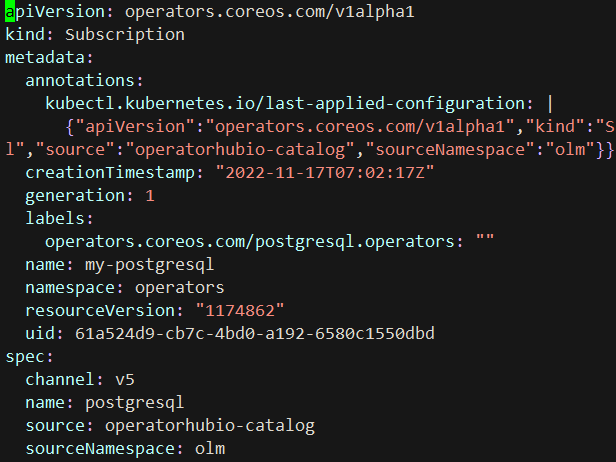 apiVersion: operators.coreos.com/v1alpha1
kind: Subscription
metadata:
  annotations:
    kubectl.kubernetes.io/last-applied-configuration: |
      {"apiVersion":"operators.coreos.com/v1alpha1","kind":"S
l","source":"operatorhubio-catalog","sourceNamespace":"olm"}}
  creationTimestamp: "2022-11-17T07:02:17Z"
  generation: 1
  labels:
    operators.coreos.com/postgresql.operators: ""
  name: my-postgresql
  namespace: operators
  resourceVersion: "1174862"
  uid: 61a524d9-cb7c-4bd0-a192-6580c1550dbd
spec:
  channel: v5
  name: postgresql
  source: operatorhubio-catalog
  sourceNamespace: olm